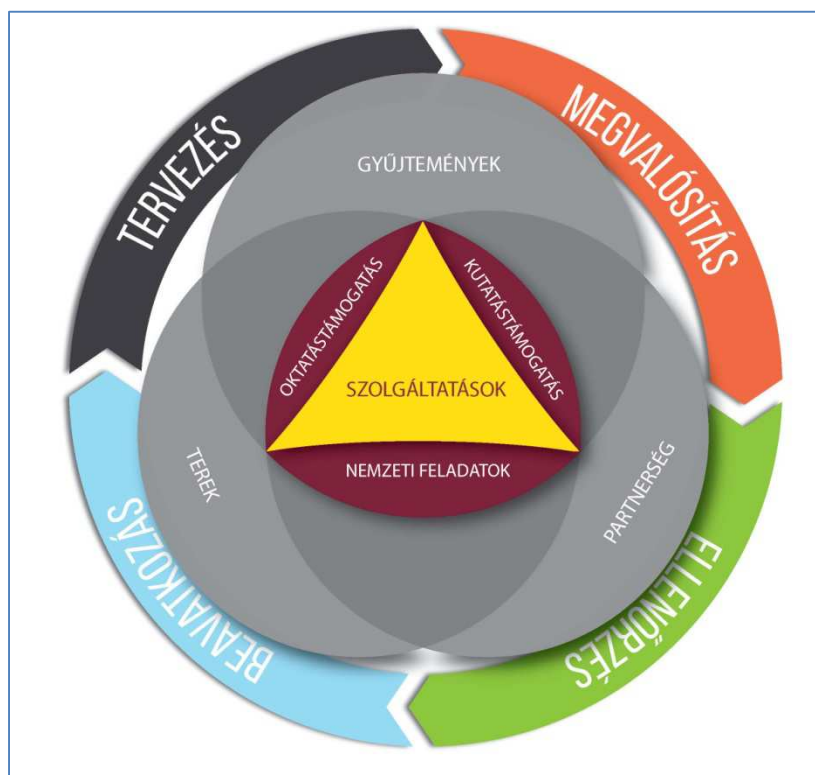 TERVEZÉS
MEGVALÓSÍTÁS
ELLENŐRZÉS
BEAVATKOZÁS
GYŰJTEMÉNYEK
OKTATÁSTÁMOGATÁS
KUTATÁSTÁMOGATÁS
SZOLGÁLTATÁSOK
NEMZETI FELADATOK
TEREK
PARTNERSÉG